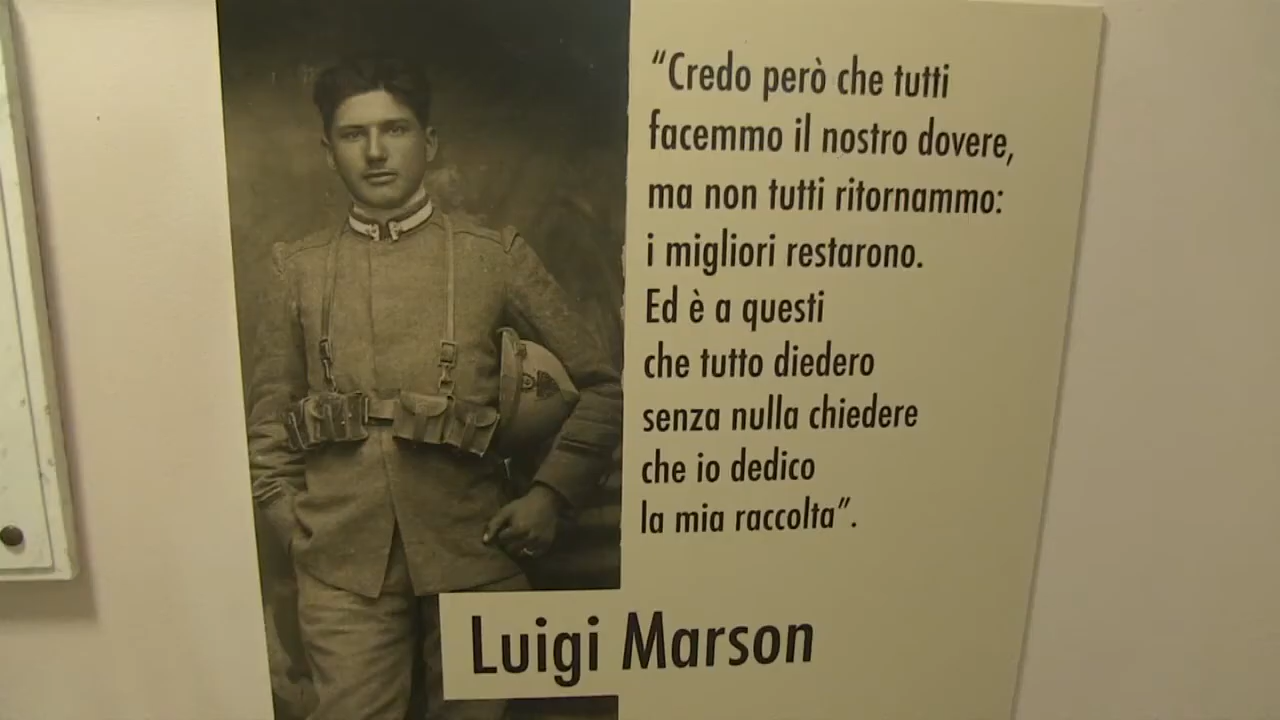 “Credo però che tutti
facemmo il nostro dovere,
ma non tutti ritornammo:
i migliori restarono.
Ed è a questi
che tutto diedero
senza nulla chiedere
che io dedico
la mia raccolta”.
Luigi Marson